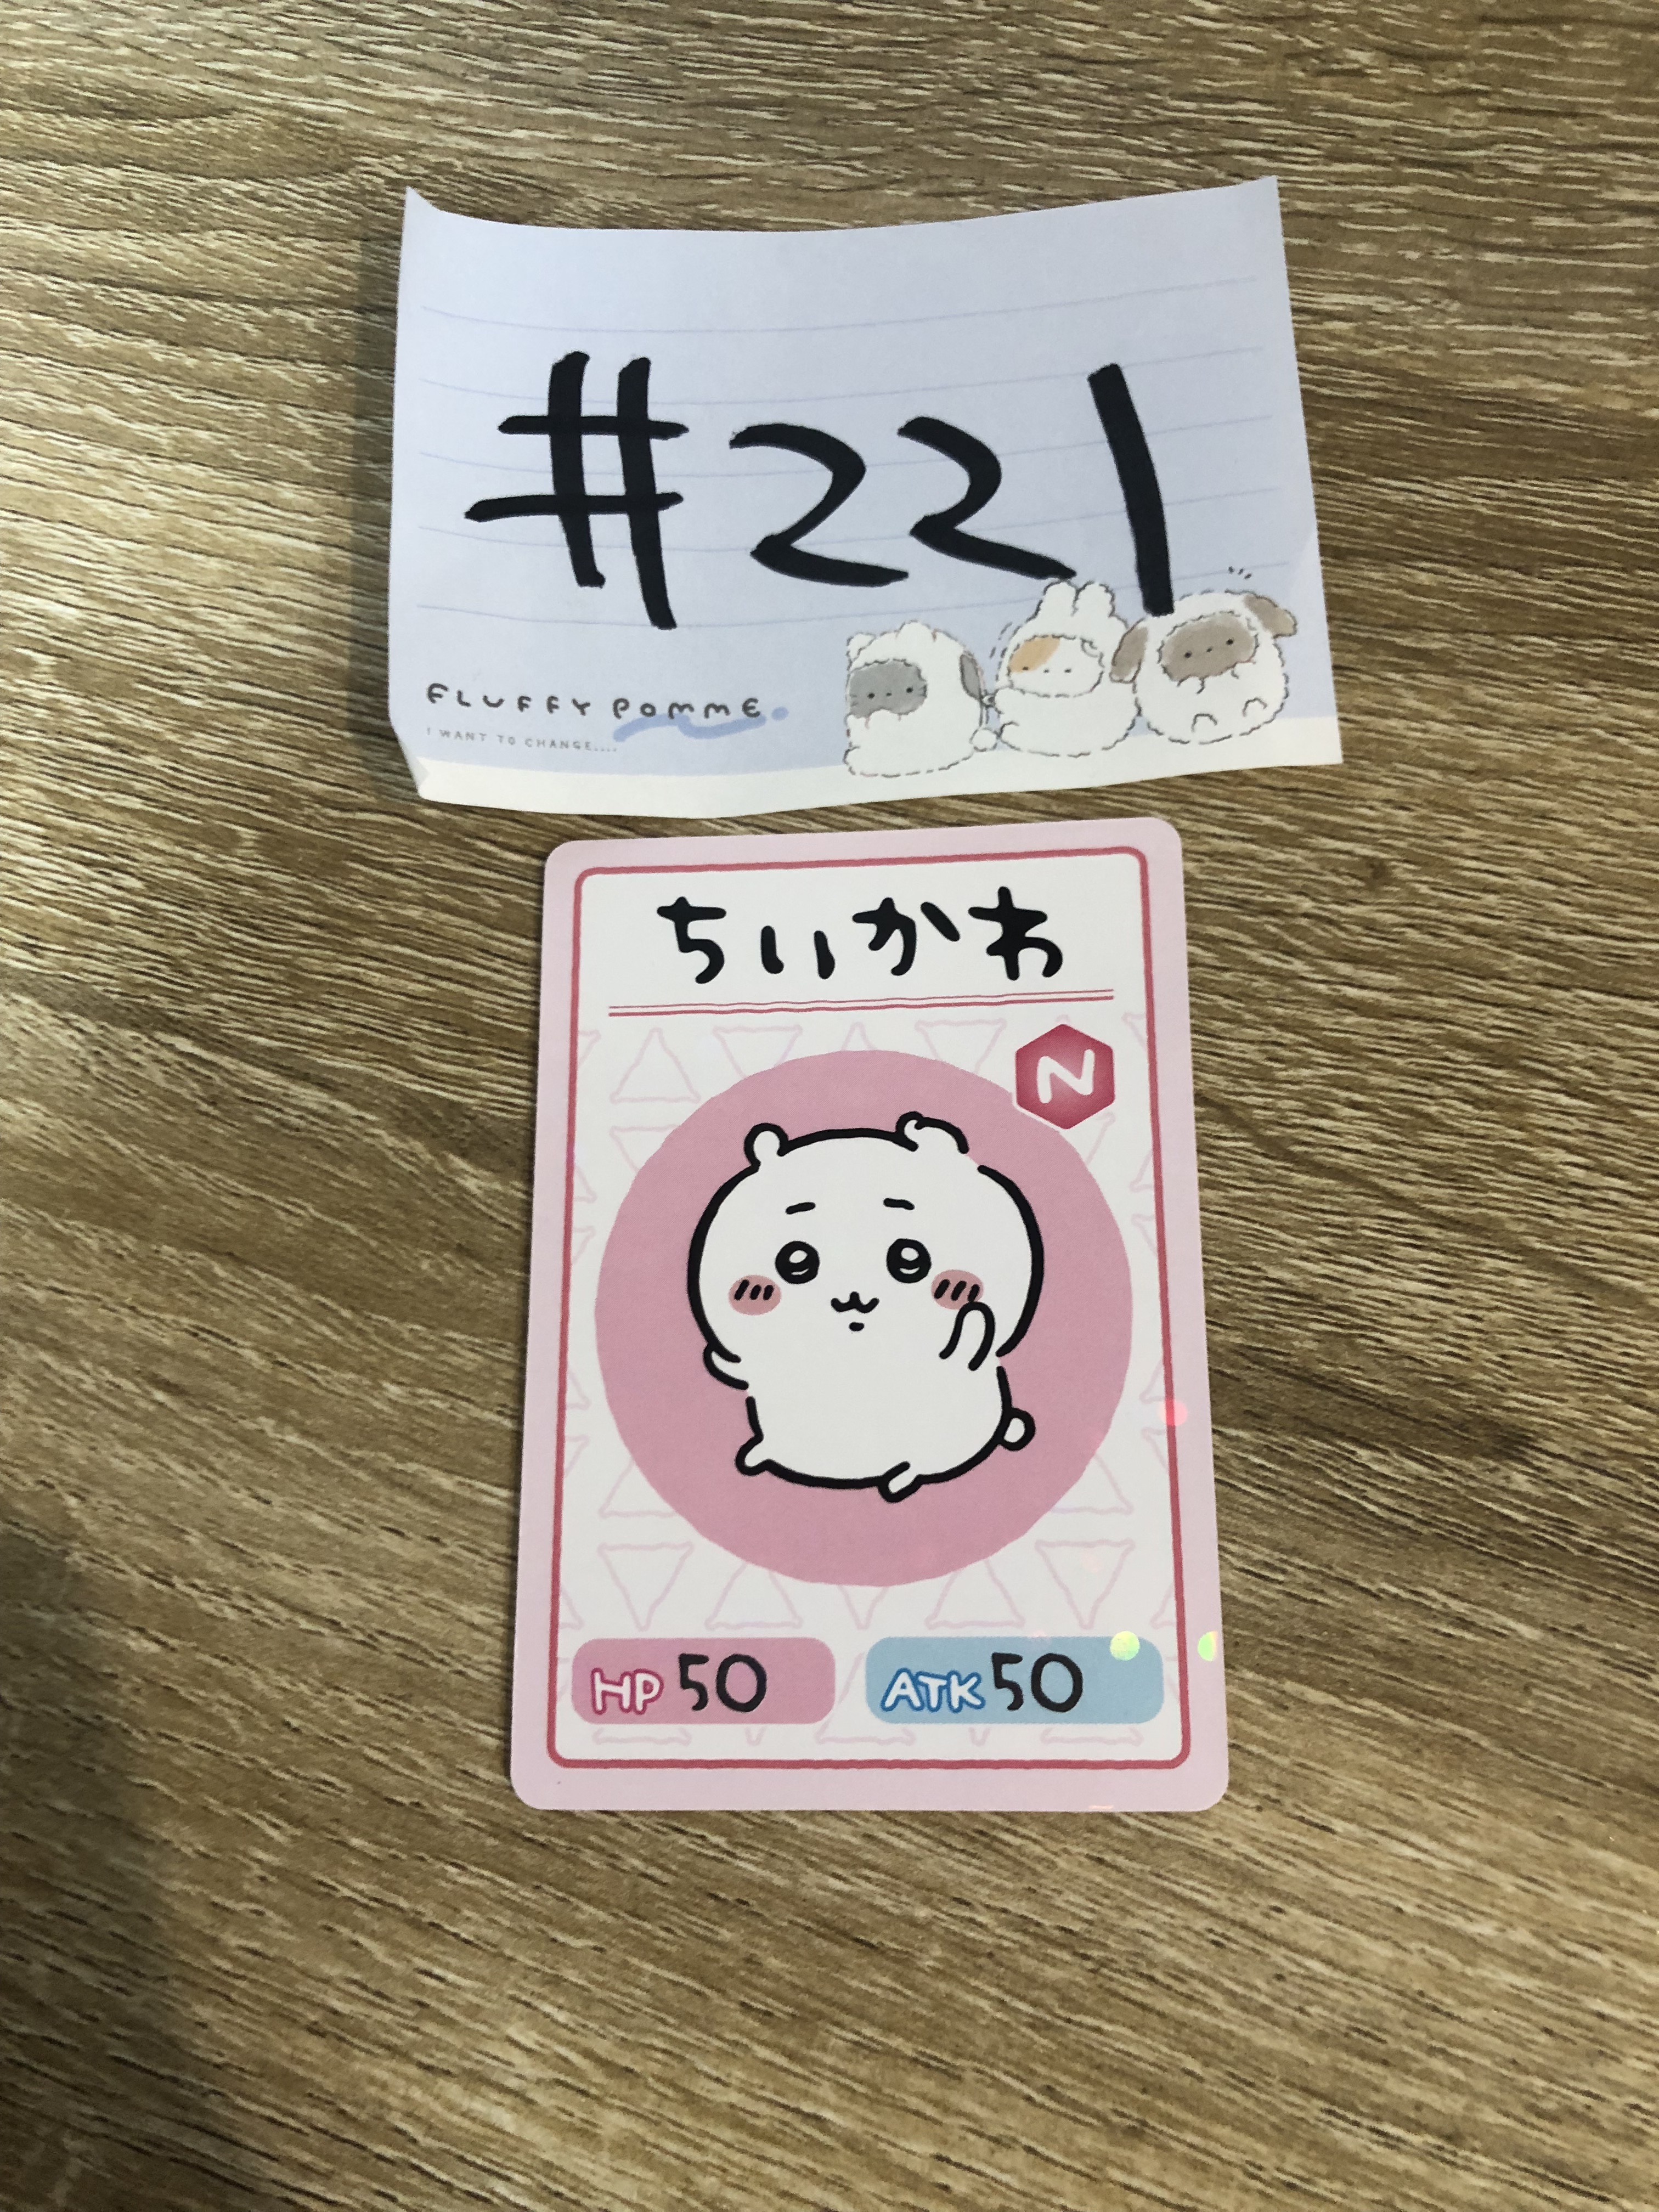 #221
FLUFFY POMME
I WANT TO CHANGE....
ちいかわ
N
HP 50
ATK 50